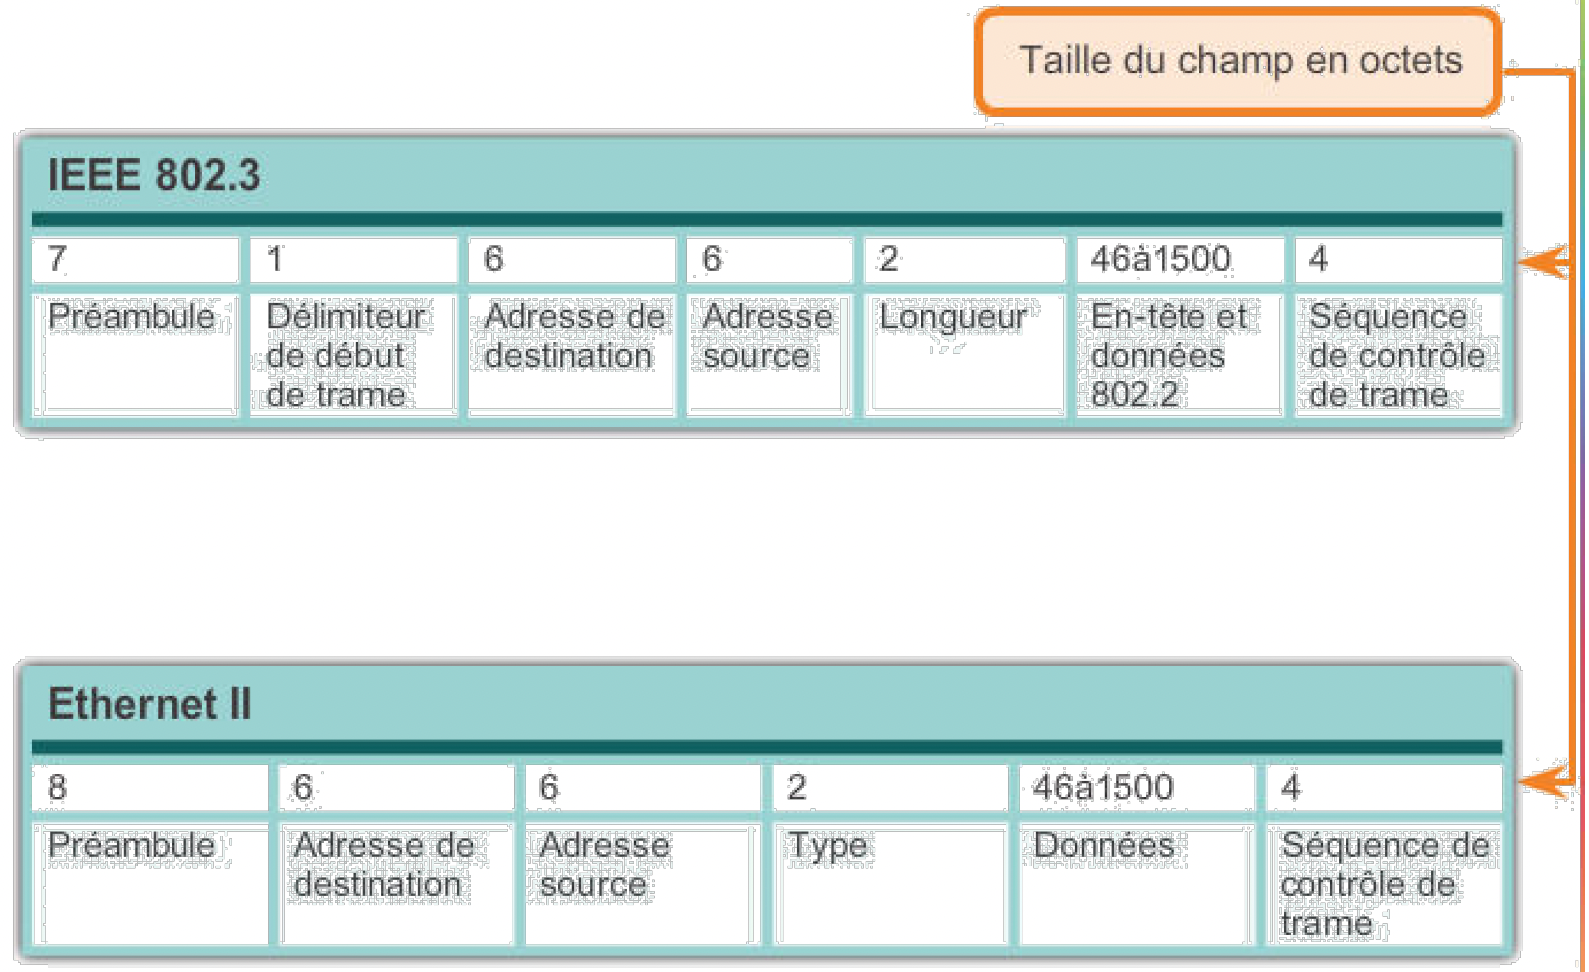 Taille du champ en octets
IEEE 802.3
7 1 6 6 2 46à1500 4
Préambule
Délimiteur
de début
de trame
Adresse de
destination
Adresse
source
Longueur
En-tête et
données
802.2
Séquence
de contrôle
de trame
Ethernet II
8 6 6 2 46à1500 4
Préambule
Adresse de
destination
Adresse
source
Type
Données
Séquence de
contrôle de
trame